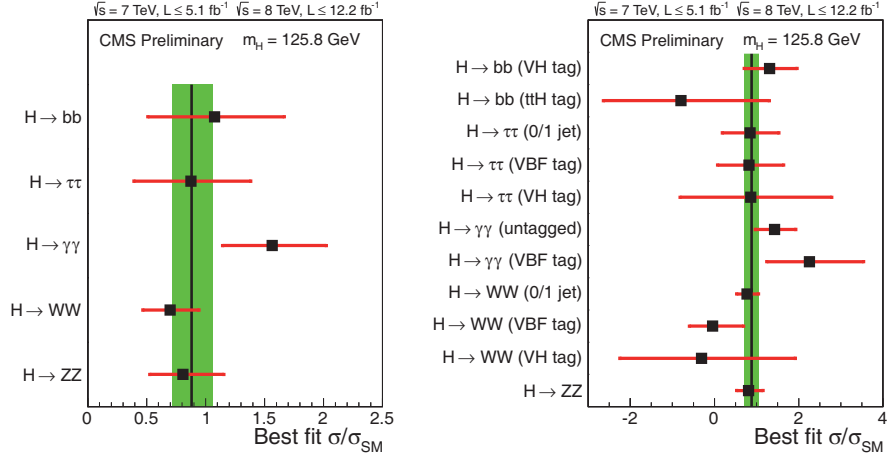 √s = 7 TeV, L ≤ 5.1 fb⁻¹ √s = 8 TeV, L ≤ 12.2 fb⁻¹
CMS Preliminary m_H = 125.8 GeV
H → bb
H → ττ
H → γγ
H → WW
H → ZZ
0 0.5 1 1.5 2 2.5
Best fit σ/σ_SM
√s = 7 TeV, L ≤ 5.1 fb⁻¹ √s = 8 TeV, L ≤ 12.2 fb⁻¹
CMS Preliminary m_H = 125.8 GeV
H → bb (VH tag)
H → bb (ttH tag)
H → ττ (0/1 jet)
H → ττ (VBF tag)
H → ττ (VH tag)
H → γγ (untagged)
H → γγ (VBF tag)
H → WW (0/1 jet)
H → WW (VBF tag)
H → WW (VH tag)
H → ZZ
-2 0 2 4
Best fit σ/σ_SM